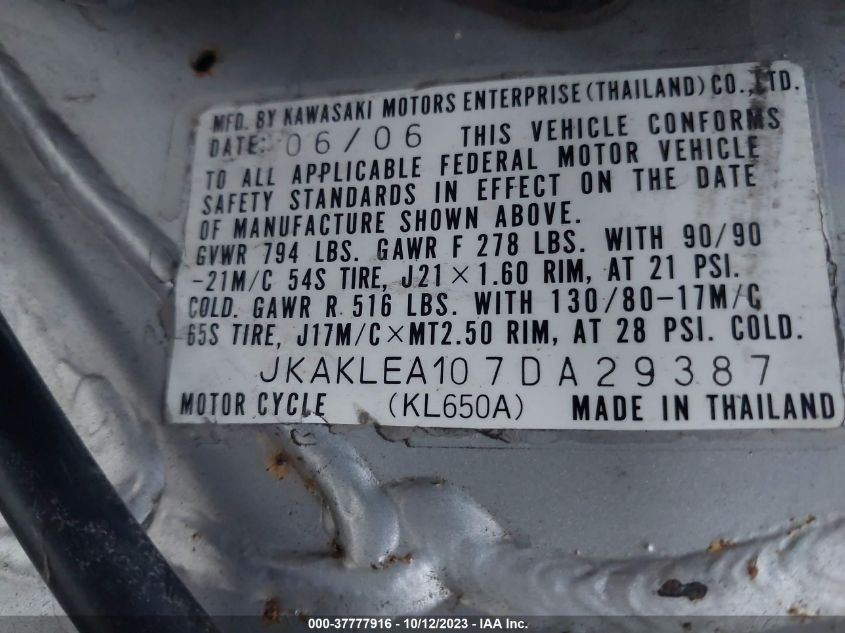 MFD. BY KAWASAKI MOTORS ENTERPRISE (THAILAND) CO., LTD.
DATE: 06/06 THIS VEHICLE CONFORMS
TO ALL APPLICABLE FEDERAL MOTOR VEHICLE
SAFETY STANDARDS IN EFFECT ON THE DATE
OF MANUFACTURE SHOWN ABOVE.
GVWR 794 LBS. GAWR F 278 LBS. WITH 90/90
-21M/C 54S TIRE, J21×1.60 RIM, AT 21 PSI.
COLD. GAWR R 516 LBS. WITH 130/80-17M/C
65S TIRE, J17M/C×MT2.50 RIM, AT 28 PSI. COLD.
JKAKLEA107DA29387
MOTOR CYCLE (KL650A) MADE IN THAILAND
000-37777916 - 10/12/2023 - IAA Inc.